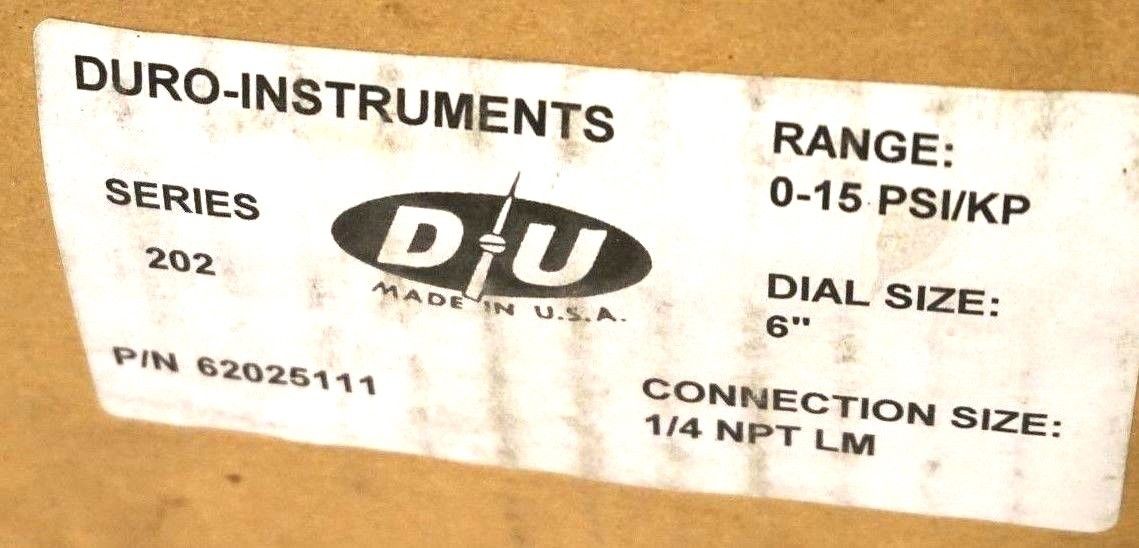 DURO-INSTRUMENTS
SERIES
202
DU
MADE IN U.S.A.
P/N 62025111
RANGE:
0-15 PSI/KP
DIAL SIZE:
6"
CONNECTION SIZE:
1/4 NPT LM